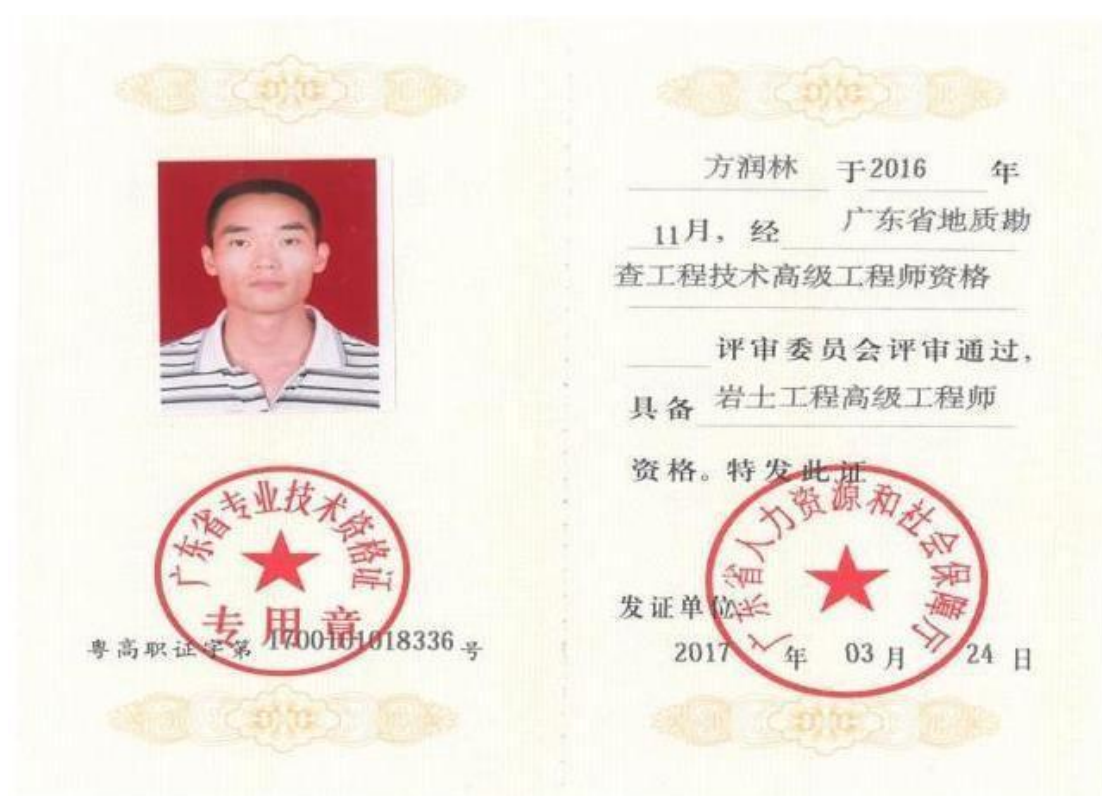 广东省专业技术资格证
专用章
粤高职证字第 1700101018336 号
方润林 于2016 年
11月，经 广东省地质勘
查工程技术高级工程师资格
评审委员会评审通过，
具备 岩土工程高级工程师
资格。特发此证
广东省人力资源和社会保障厅
发证单位
2017 年 03 月 24 日